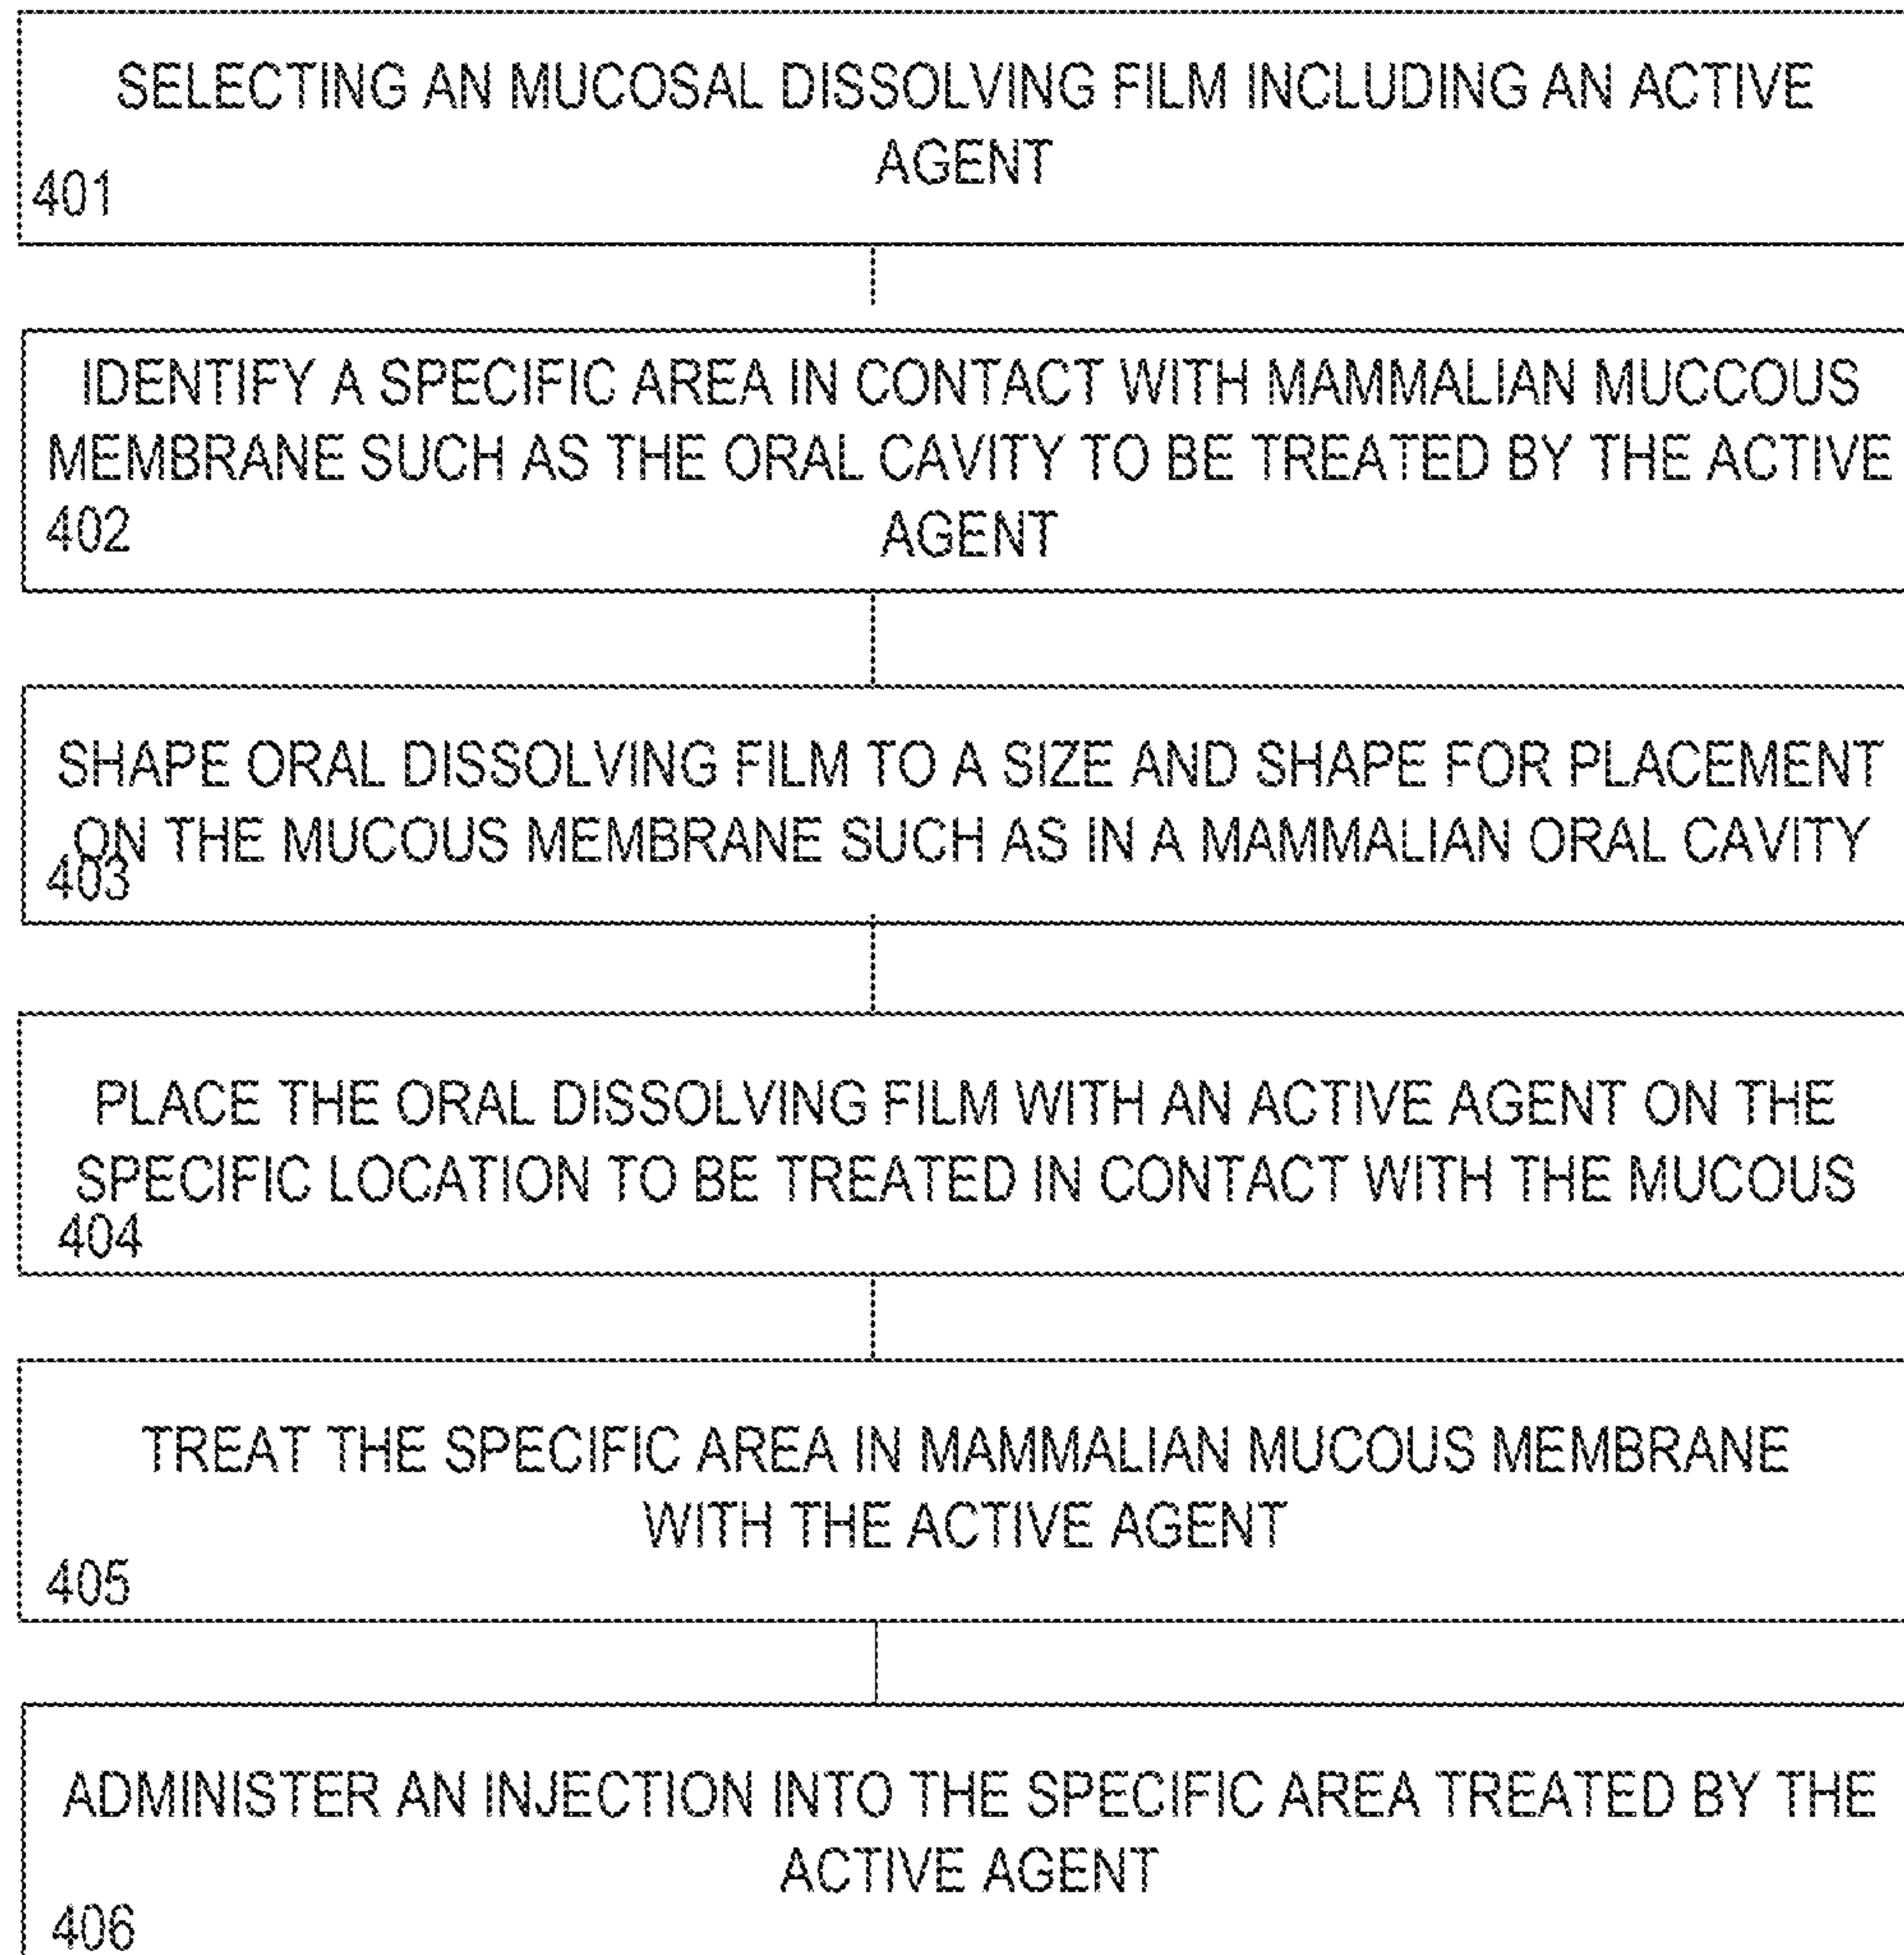 SELECTING AN MUCOSAL DISSOLVING FILM INCLUDING AN ACTIVE
AGENT
401
IDENTIFY A SPECIFIC AREA IN CONTACT WITH MAMMALIAN MUCCOUS
MEMBRANE SUCH AS THE ORAL CAVITY TO BE TREATED BY THE ACTIVE
402 AGENT
SHAPE ORAL DISSOLVING FILM TO A SIZE AND SHAPE FOR PLACEMENT
ON THE MUCOUS MEMBRANE SUCH AS IN A MAMMALIAN ORAL CAVITY
403
PLACE THE ORAL DISSOLVING FILM WITH AN ACTIVE AGENT ON THE
SPECIFIC LOCATION TO BE TREATED IN CONTACT WITH THE MUCOUS
404
TREAT THE SPECIFIC AREA IN MAMMALIAN MUCOUS MEMBRANE
WITH THE ACTIVE AGENT
405
ADMINISTER AN INJECTION INTO THE SPECIFIC AREA TREATED BY THE
ACTIVE AGENT
406